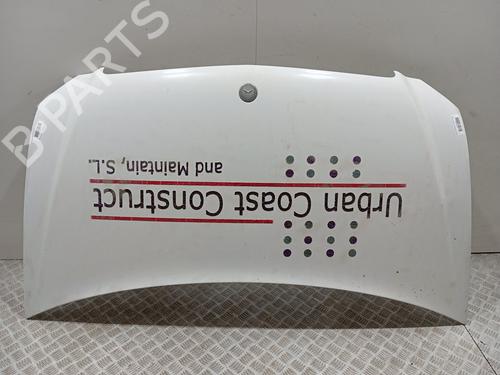 Urban Coast Construct
and Maintain, S.L.
B-PARTS